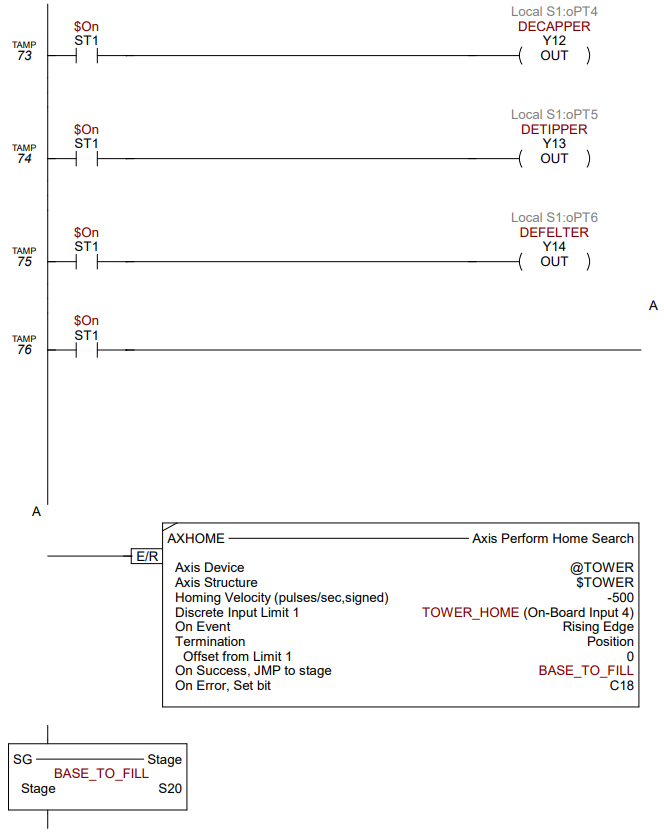 Local S1:oPT4
$On DECAPPER
TAMP ST1 Y12
73 OUT
Local S1:oPT5
$On DETIPPER
TAMP ST1 Y13
74 OUT
Local S1:oPT6
$On DEFELTER
TAMP ST1 Y14
75 OUT
A
$On
TAMP ST1
76
A
AXHOME Axis Perform Home Search
E/R
Axis Device @TOWER
Axis Structure $TOWER
Homing Velocity (pulses/sec,signed) -500
Discrete Input Limit 1 TOWER_HOME (On-Board Input 4)
On Event Rising Edge
Termination Position
Offset from Limit 1 0
On Success, JMP to stage BASE_TO_FILL
On Error, Set bit C18
SG Stage
BASE_TO_FILL
Stage S20